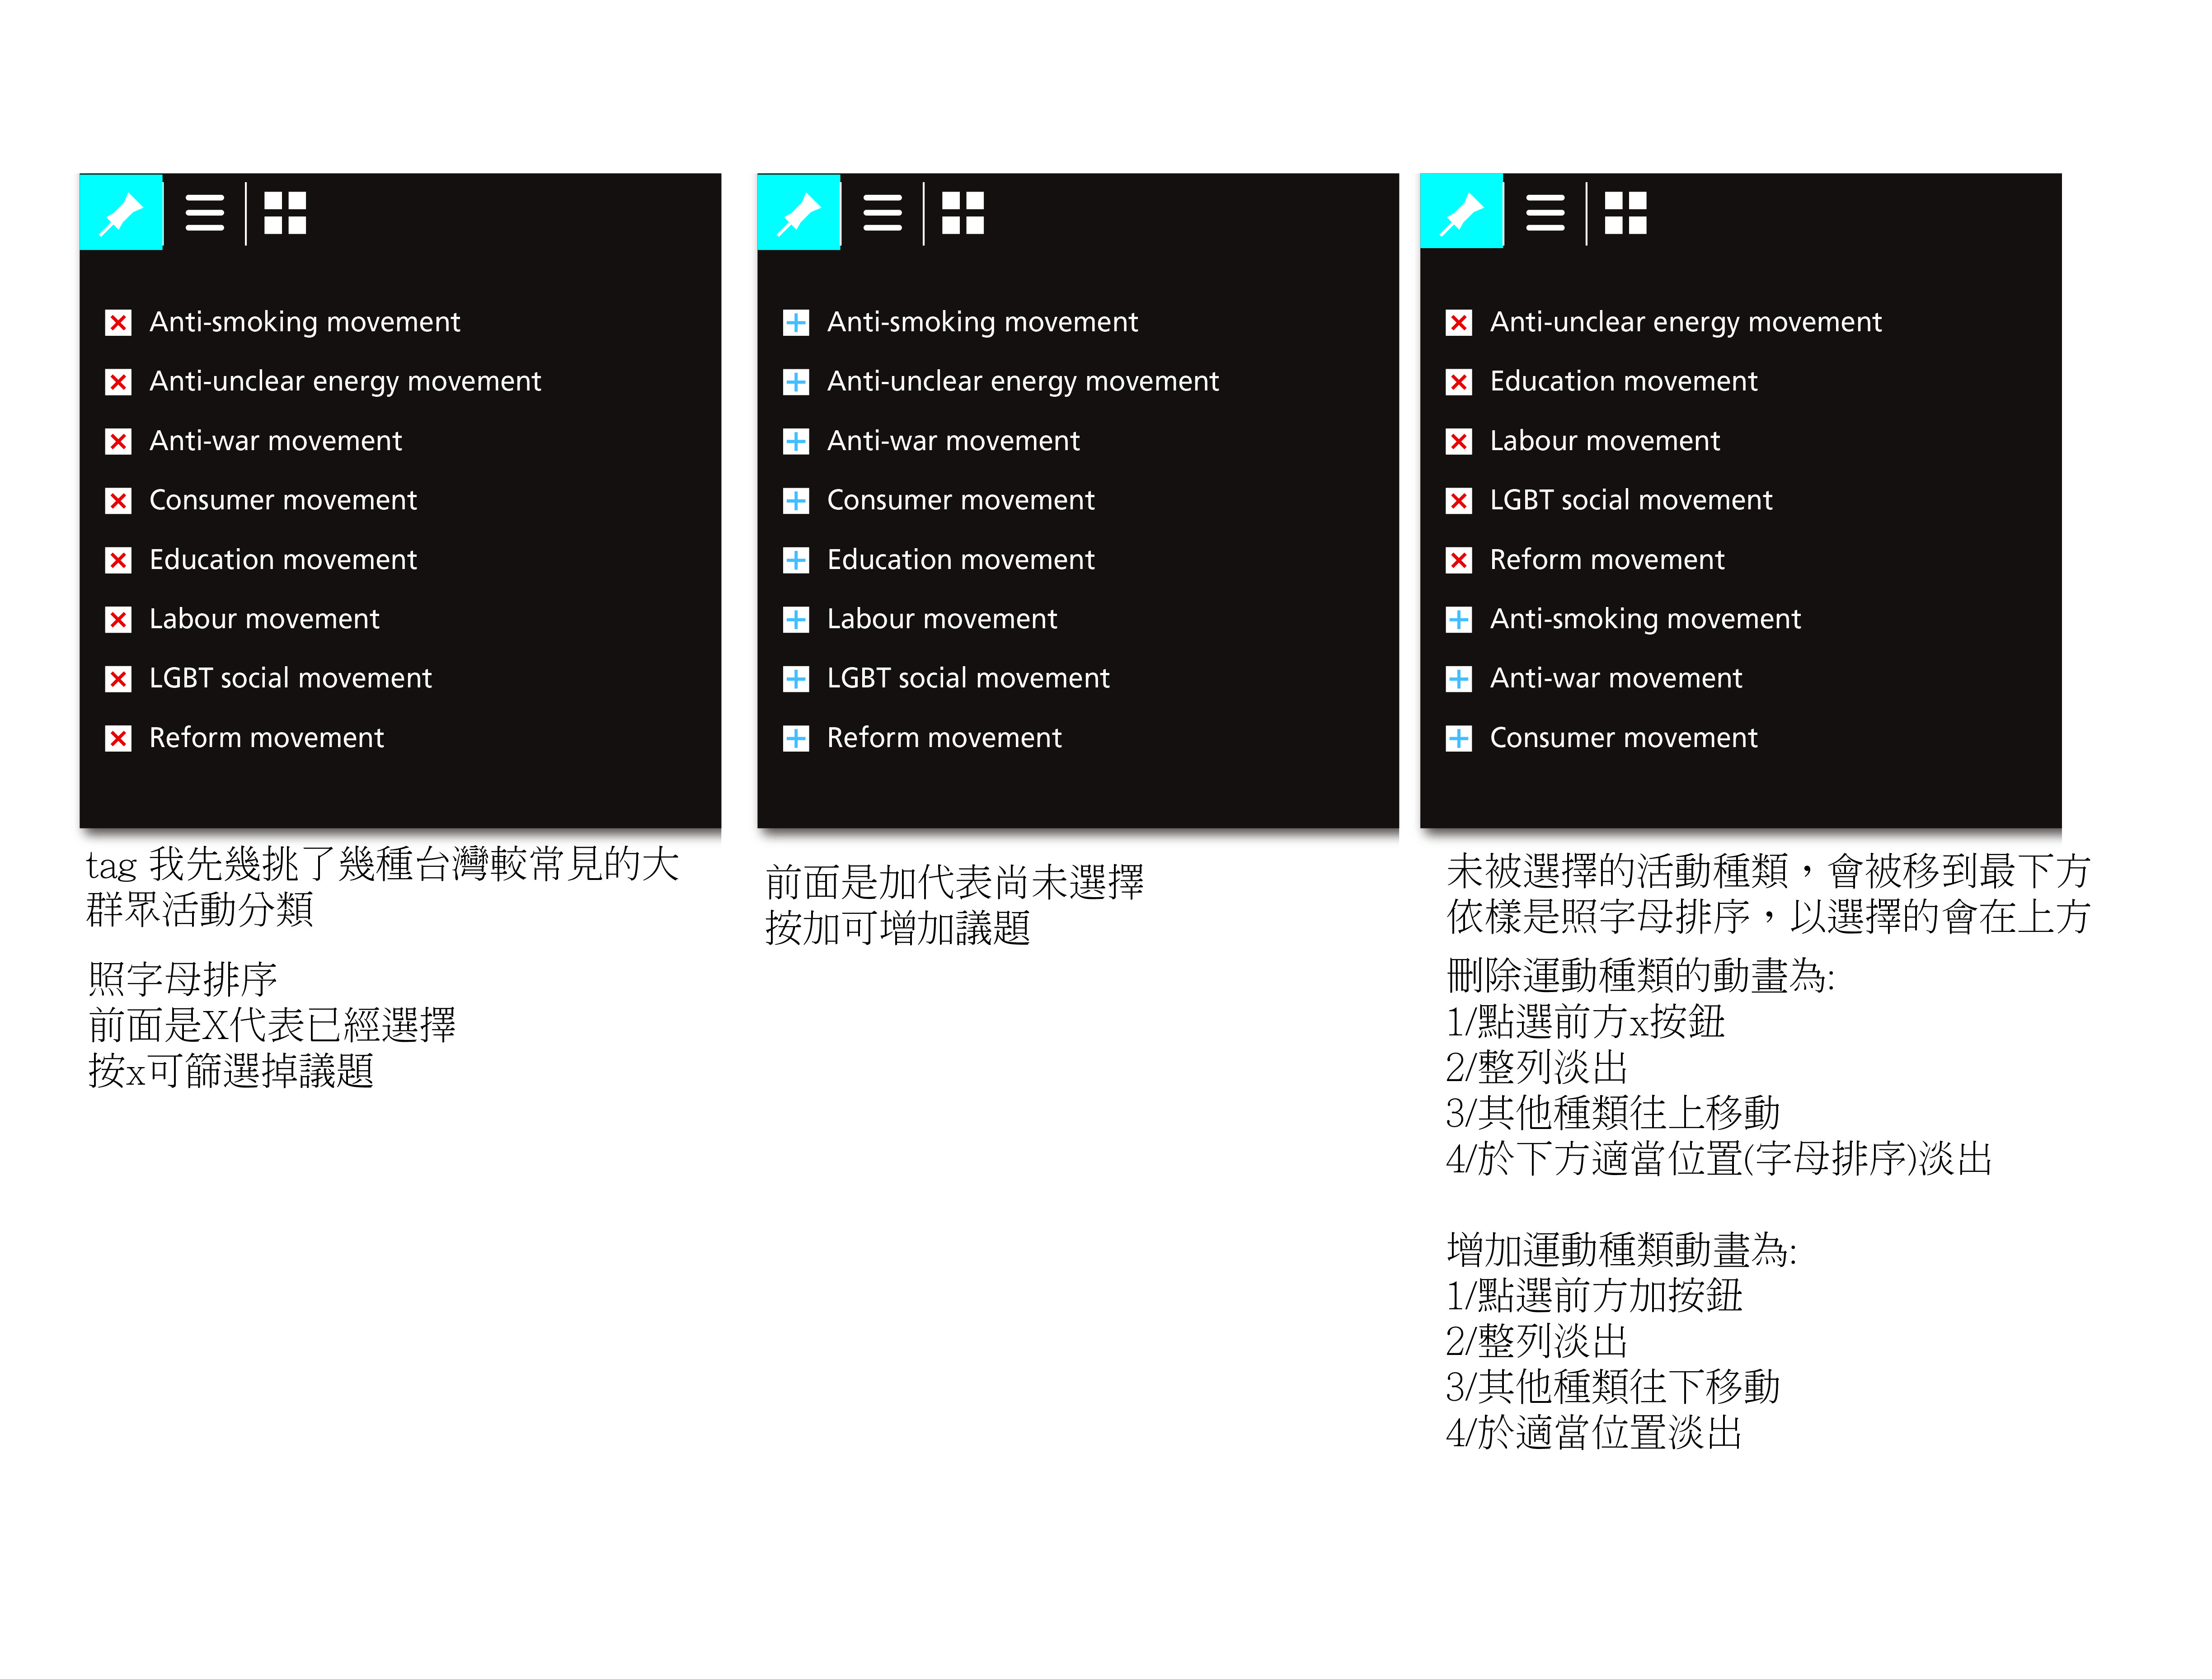 Anti-smoking movement
Anti-unclear energy movement
Anti-war movement
Consumer movement
Education movement
Labour movement
LGBT social movement
Reform movement
tag 我先幾挑了幾種台灣較常見的大
群眾活動分類
照字母排序
前面是X代表已經選擇
按x可篩選掉議題
Anti-smoking movement
Anti-unclear energy movement
Anti-war movement
Consumer movement
Education movement
Labour movement
LGBT social movement
Reform movement
前面是加代表尚未選擇
按加可增加議題
Anti-unclear energy movement
Education movement
Labour movement
LGBT social movement
Reform movement
Anti-smoking movement
Anti-war movement
Consumer movement
未被選擇的活動種類，會被移到最下方
依樣是照字母排序，以選擇的會在上方
刪除運動種類的動畫為:
1/點選前方x按鈕
2/整列淡出
3/其他種類往上移動
4/於下方適當位置(字母排序)淡出
增加運動種類動畫為:
1/點選前方加按鈕
2/整列淡出
3/其他種類往下移動
4/於適當位置淡出